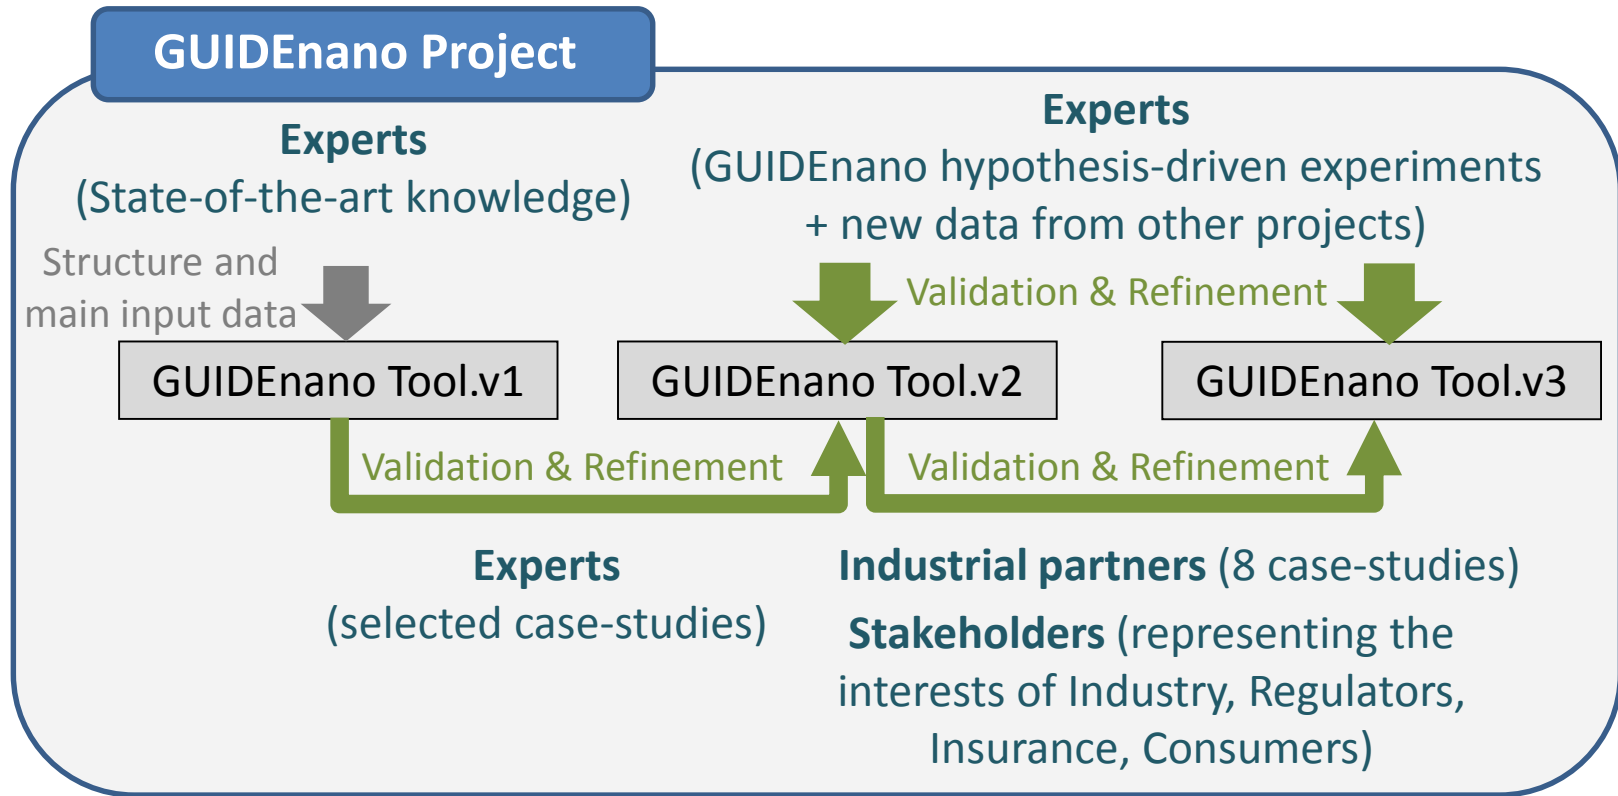 GUIDEnano Project
Experts
(State-of-the-art knowledge)
Experts
(GUIDEnano hypothesis-driven experiments
+ new data from other projects)
Structure and
main input data
Validation & Refinement
GUIDEnano Tool.v1
GUIDEnano Tool.v2
GUIDEnano Tool.v3
Validation & Refinement
Validation & Refinement
Experts
(selected case-studies)
Industrial partners (8 case-studies)
Stakeholders (representing the
interests of Industry, Regulators,
Insurance, Consumers)